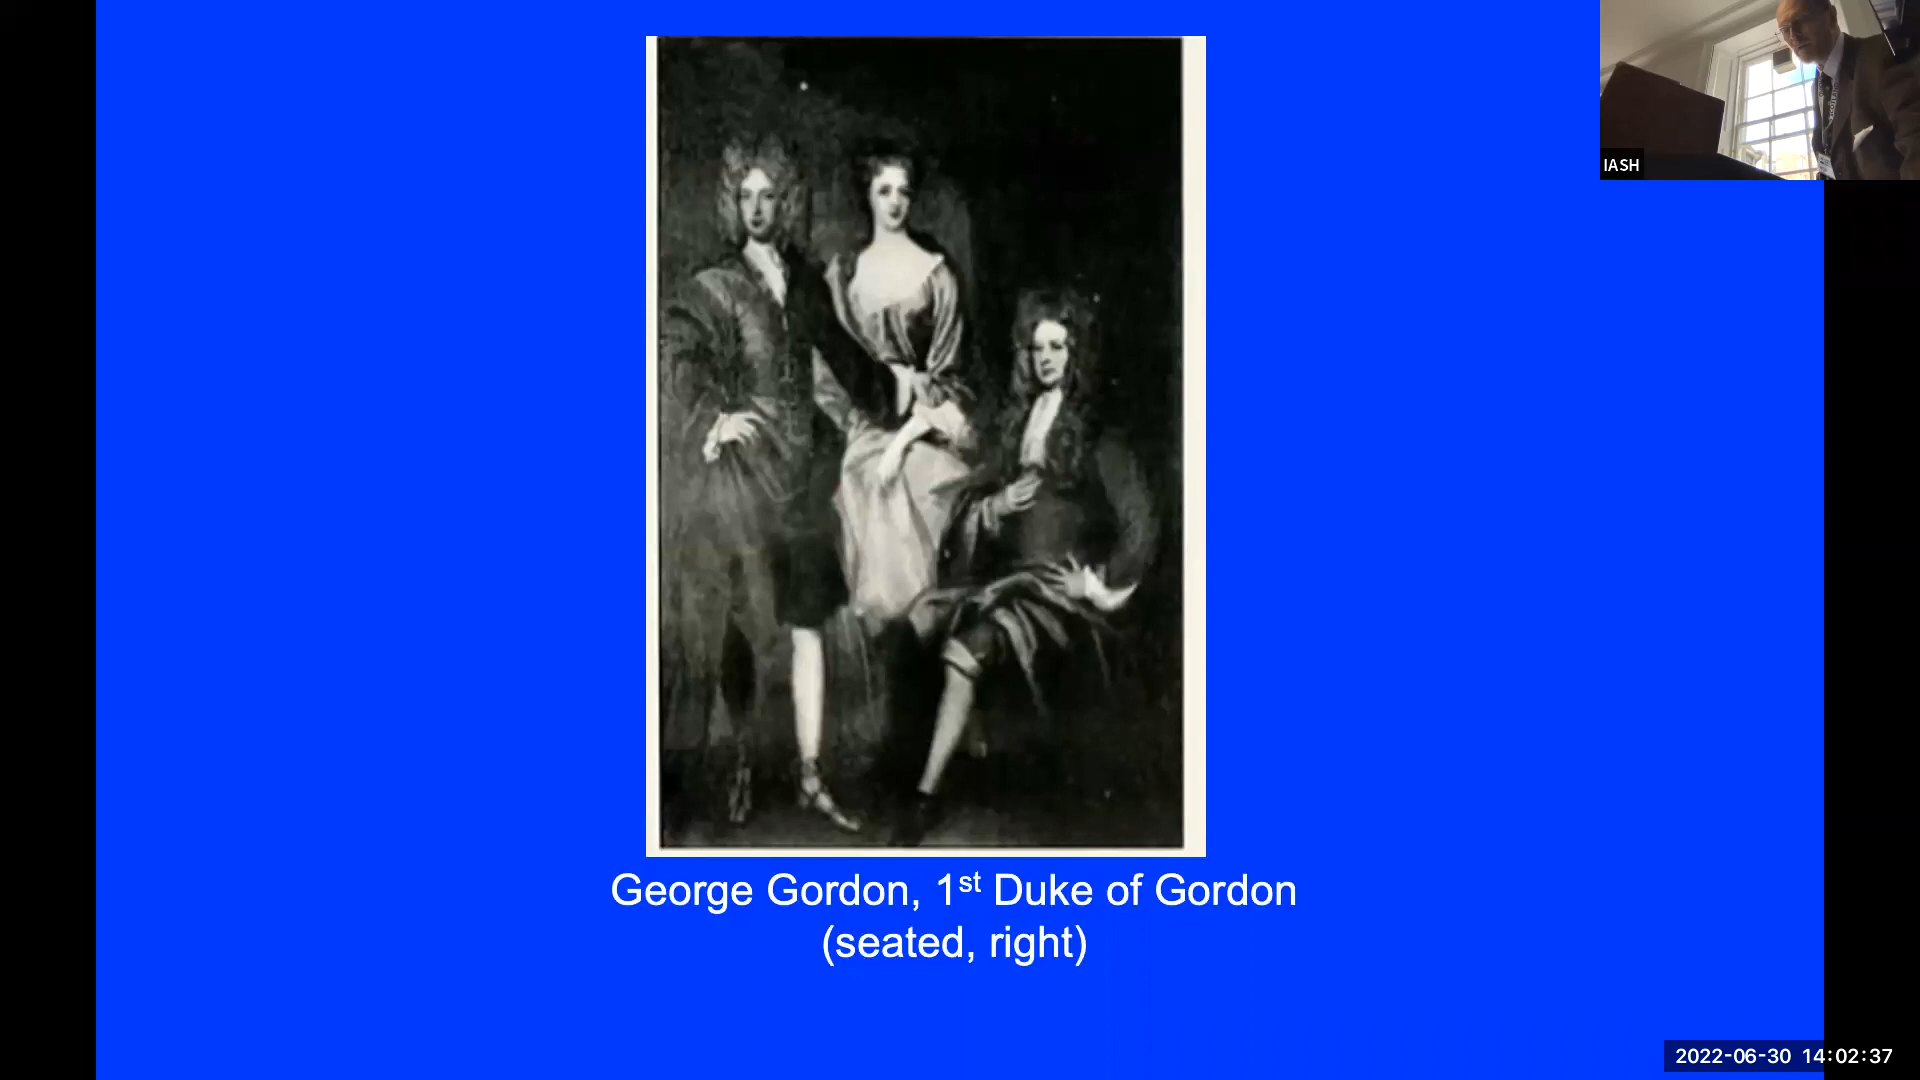 IASH
George Gordon, 1st Duke of Gordon
(seated, right)
2022-06-30 14:02:37